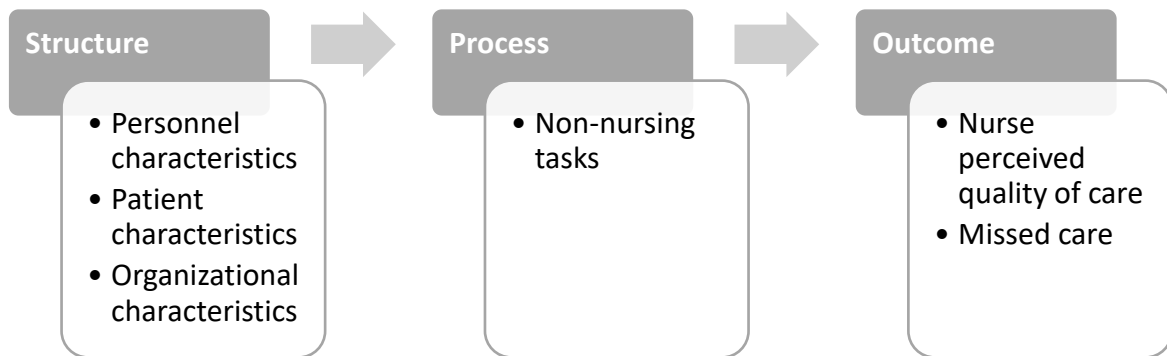 Structure
• Personnel
characteristics
• Patient
characteristics
• Organizational
characteristics
Process
• Non-nursing
tasks
Outcome
• Nurse
perceived
quality of care
• Missed care